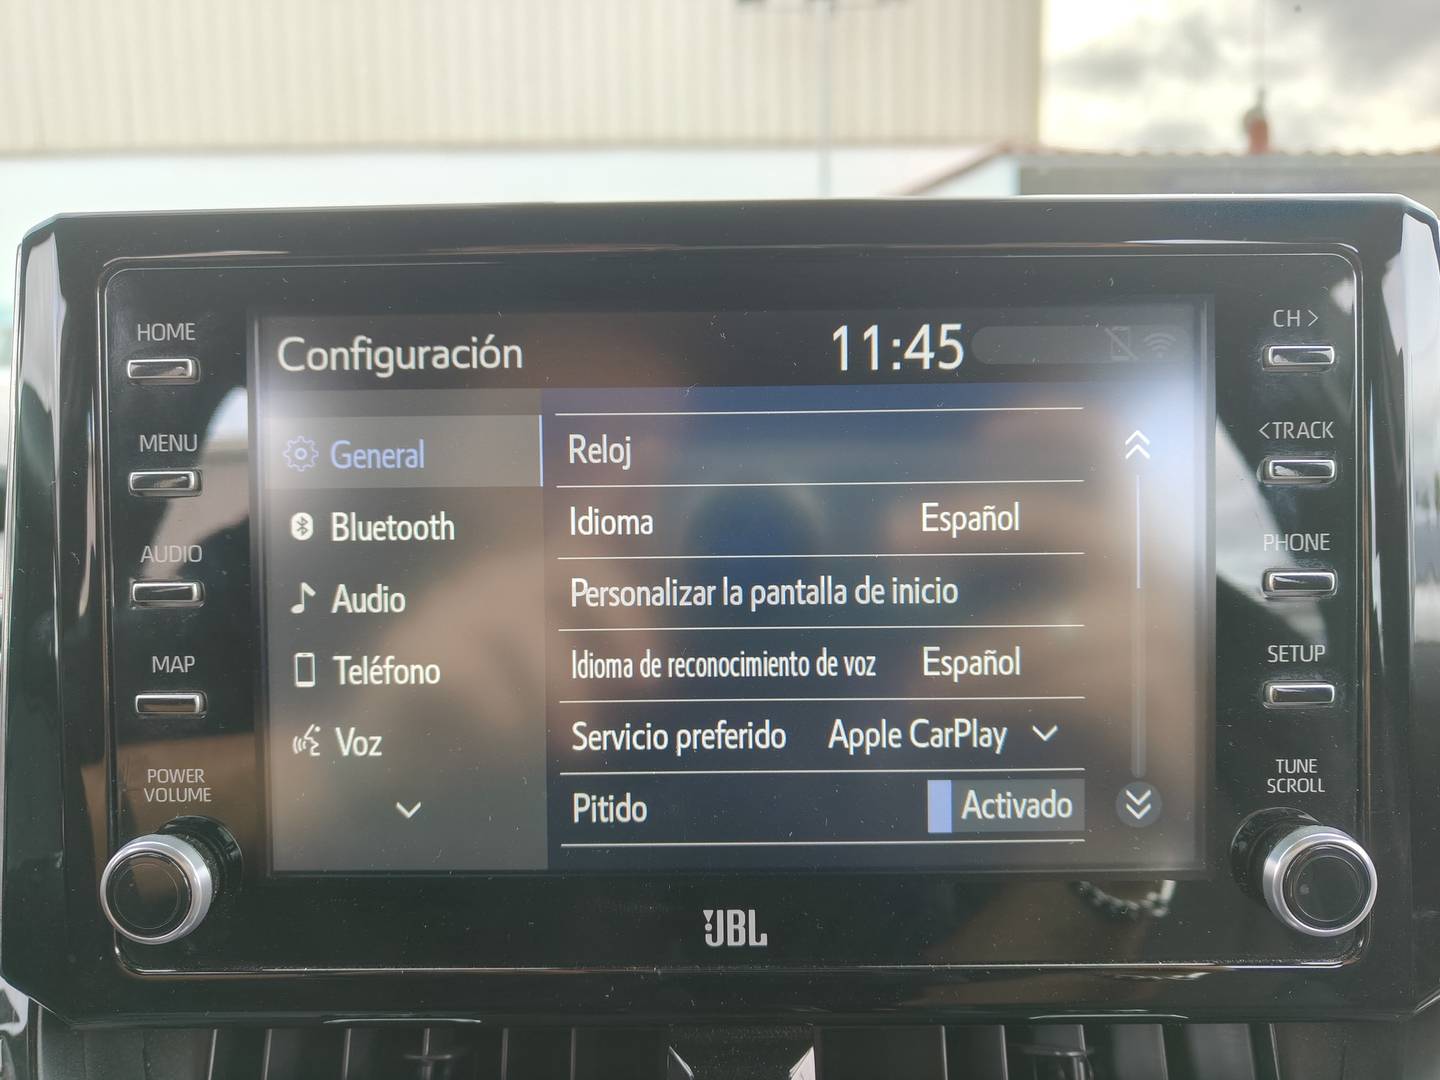 HOME
MENU
AUDIO
MAP
POWER
VOLUME
Configuración
11:45
General
Bluetooth
Audio
Teléfono
Voz
Reloj
Idioma Español
Personalizar la pantalla de inicio
Idioma de reconocimiento de voz Español
Servicio preferido Apple CarPlay
Pitido Activado
CH >
<TRACK
PHONE
SETUP
TUNE
SCROLL
JBL